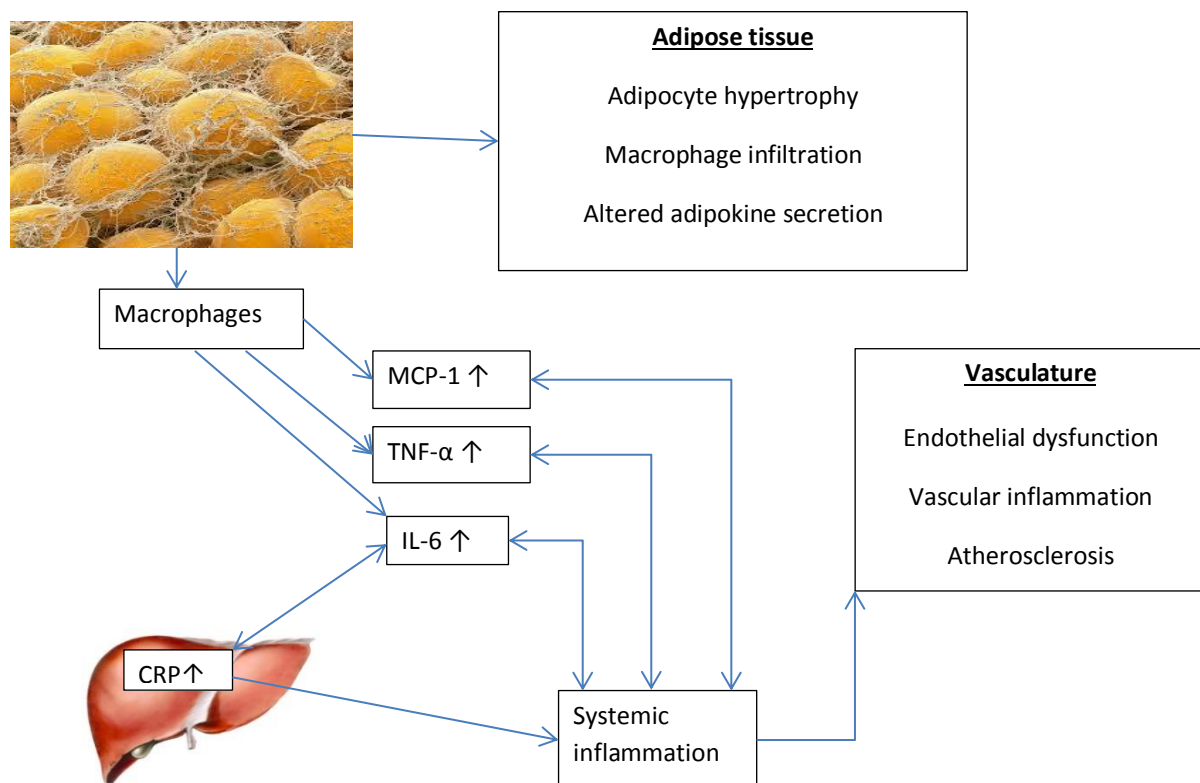 Adipose tissue
Adipocyte hypertrophy
Macrophage infiltration
Altered adipokine secretion
Macrophages
MCP-1 ↑
TNF-α ↑
IL-6 ↑
CRP↑
Systemic
inflammation
Vasculature
Endothelial dysfunction
Vascular inflammation
Atherosclerosis